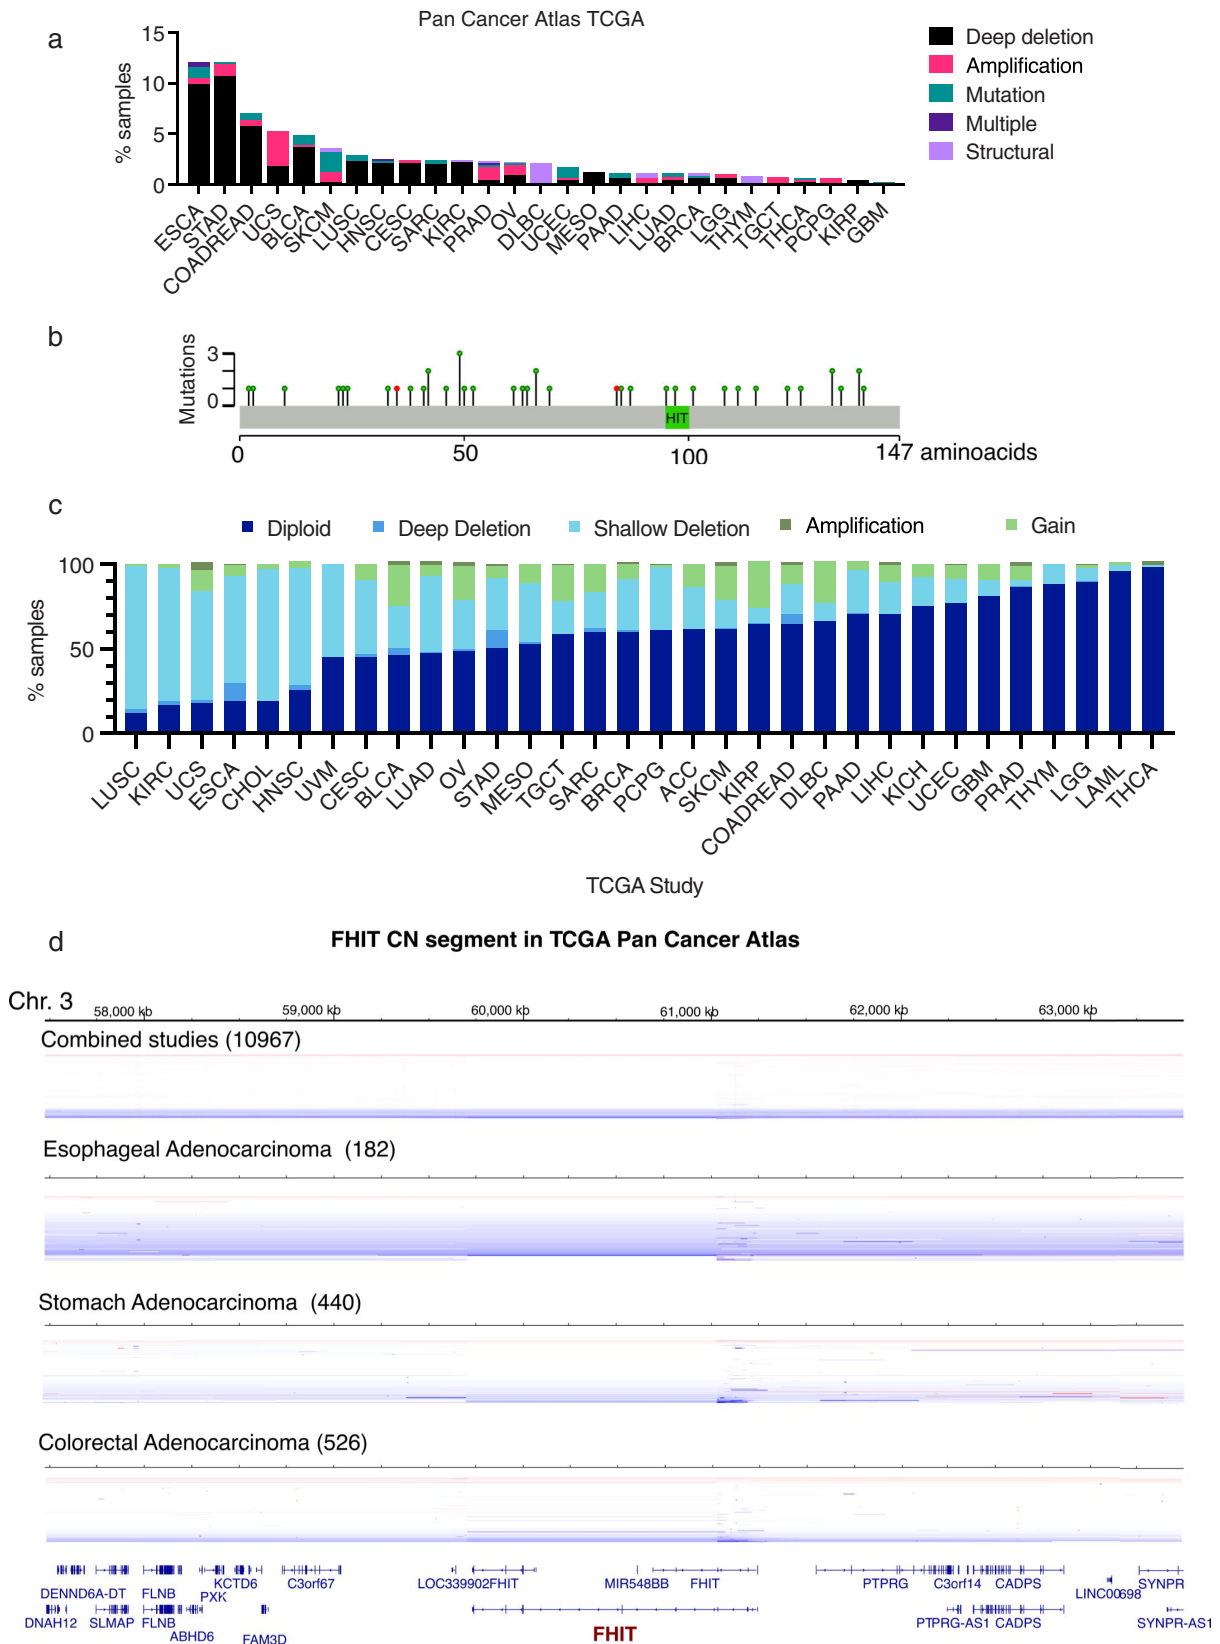 a
Pan Cancer Atlas TCGA
% samples
15
10
5
0
Deep deletion
Amplification
Mutation
Multiple
Structural
ESCA STAD COADREAD UCS BLCA SKCM LUSC HNSC CESC SARC KIRC PRAD OV DLBC UCEC MESO PAAD LIHC LUAD BRCA LGG THYM TGCT THCA PCPG KIRP GBM
b
Mutations
3
0
HIT
0 50 100 147 aminoacids
c
Diploid Deep Deletion Shallow Deletion Amplification Gain
% samples
100
50
0
LUSC KIRC UCS ESCA CHOL HNSC UVM CESC BLCA LUAD OV STAD MESO TGCT SARC BRCA PCPG ACC SKCM KIRP COADREAD DLBC PAAD LIHC KICH UCEC GBM PRAD THYM LGG LAML THCA
TCGA Study
d
FHIT CN segment in TCGA Pan Cancer Atlas
Chr. 3
58,000 kb 59,000 kb 60,000 kb 61,000 kb 62,000 kb 63,000 kb
Combined studies (10967)
Esophageal Adenocarcinoma (182)
Stomach Adenocarcinoma (440)
Colorectal Adenocarcinoma (526)
DENND6A-DT FLNB KCTD6 C3orf67 LOC339902FHIT MIR548BB FHIT PTPRG C3orf14 CADPS LINC00698 SYNPR
PXK
DNAH12 SLMAP FLNB ABHD6 FAM3D FHIT PTPRG-AS1 CADPS SYNPR-AS1